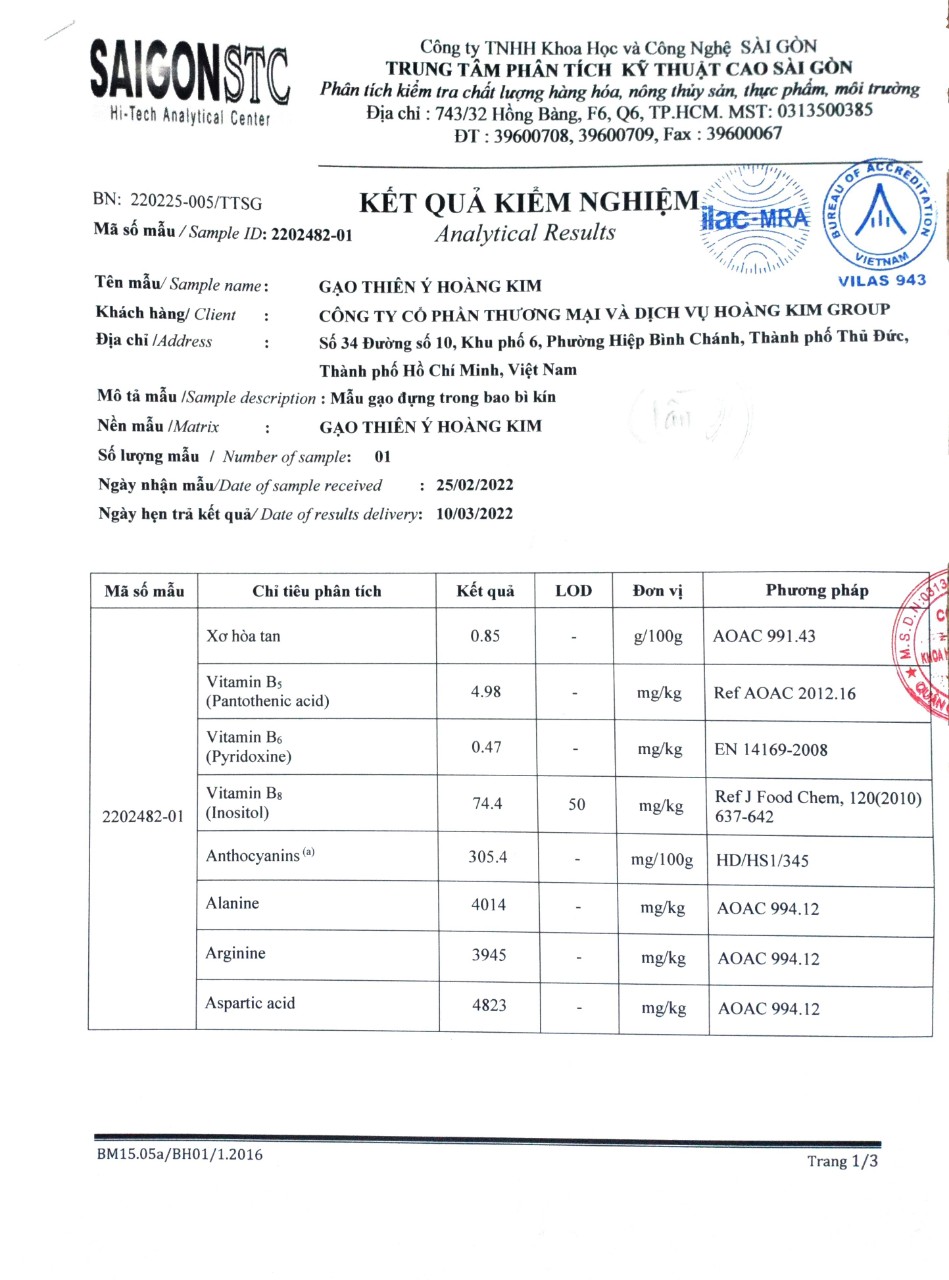 SAIGONSTC
Hi-Tech Analytical Center
Công ty TNHH Khoa Học và Công Nghệ SÀI GÒN
TRUNG TÂM PHÂN TÍCH KỸ THUẬT CAO SÀI GÒN
Phân tích kiểm tra chất lượng hàng hóa, nông thủy sản, thực phẩm, môi trường
Địa chỉ : 743/32 Hồng Bàng, F6, Q6, TP.HCM. MST: 0313500385
ĐT : 39600708, 39600709, Fax : 39600067
BN: 220225-005/TTSG
KẾT QUẢ KIỂM NGHIỆM
Mã số mẫu / Sample ID: 2202482-01
Analytical Results
ilac-MRA
BUREAU OF ACCREDITATION
VIETNAM
VILAS 943
Tên mẫu/ Sample name : GẠO THIÊN Ý HOÀNG KIM
Khách hàng/ Client : CÔNG TY CỔ PHẦN THƯƠNG MẠI VÀ DỊCH VỤ HOÀNG KIM GROUP
Địa chỉ /Address : Số 34 Đường số 10, Khu phố 6, Phường Hiệp Bình Chánh, Thành phố Thủ Đức,
Thành phố Hồ Chí Minh, Việt Nam
Mô tả mẫu /Sample description : Mẫu gạo đựng trong bao bì kín
Nền mẫu /Matrix : GẠO THIÊN Ý HOÀNG KIM
Số lượng mẫu / Number of sample: 01
Ngày nhận mẫu/Date of sample received : 25/02/2022
Ngày hẹn trả kết quả/ Date of results delivery: 10/03/2022
Mã số mẫu Chỉ tiêu phân tích Kết quả LOD Đơn vị Phương pháp
Xơ hòa tan 0.85 - g/100g AOAC 991.43
Vitamin B5
(Pantothenic acid) 4.98 - mg/kg Ref AOAC 2012.16
Vitamin B6
(Pyridoxine) 0.47 - mg/kg EN 14169-2008
Vitamin B8
(Inositol) 74.4 50 mg/kg Ref J Food Chem, 120(2010)
637-642
2202482-01
Anthocyanins (a) 305.4 - mg/100g HD/HS1/345
Alanine 4014 - mg/kg AOAC 994.12
Arginine 3945 - mg/kg AOAC 994.12
Aspartic acid 4823 - mg/kg AOAC 994.12
M.S.D.N:0313
KHOA
QUẬN
BM15.05a/BH01/1.2016
Trang 1/3